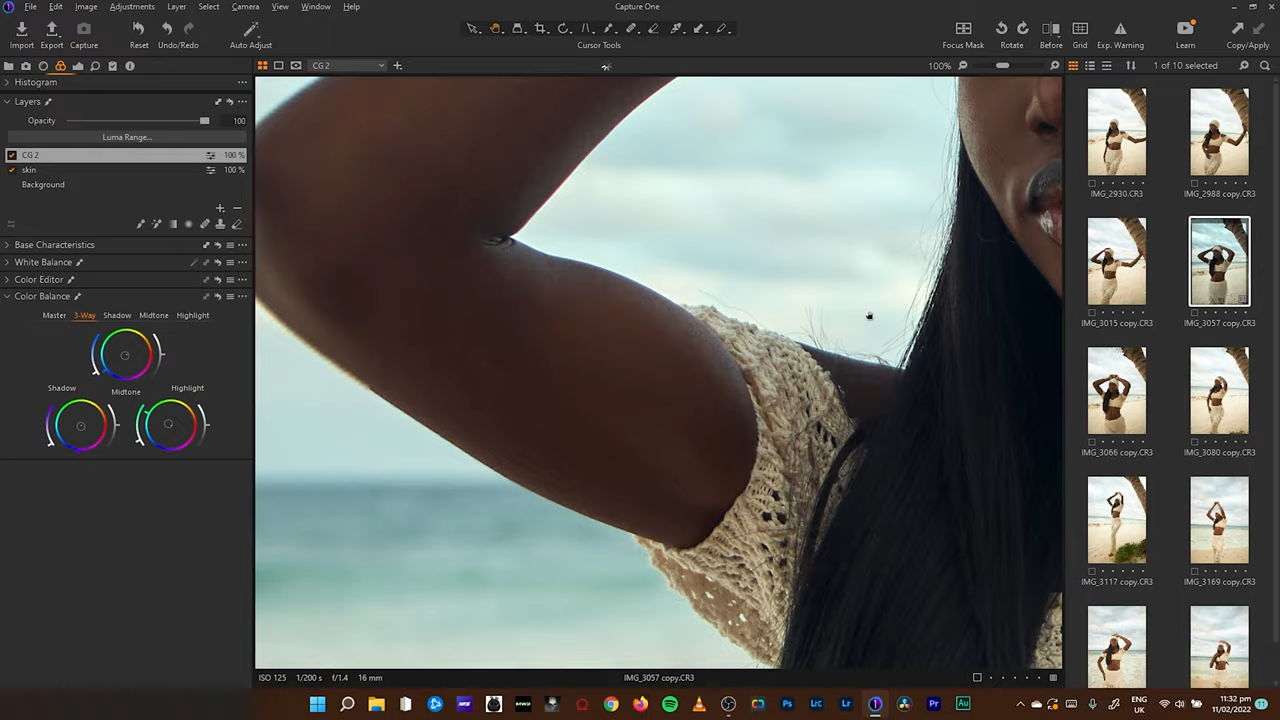 File Edit Image Layer Select Camera View Window Help
Capture One
Import Export Capture
Reset Undo/Redo Auto Adjust
Cursor Tools
Focus Mask Rotate Before Grid Exp. Warning
Learn Copy/Apply
CG 2
100%
1 of 10 selected
Histogram
Layers
Opacity 100
Luma Range...
CG 2 100 %
skin 100 %
Background
Base Characteristics
White Balance
Color Editor
Color Balance
Master 3-Way Shadow Midtone Highlight
Shadow Midtone Highlight
IMG_2930.CR3 IMG_2988 copy.CR3
IMG_3015 copy.CR3 IMG_3057 copy.CR3
IMG_3066 copy.CR3 IMG_3080 copy.CR3
IMG_3117 copy.CR3 IMG_3169 copy.CR3
ISO 125 1/200 s f/1.4 16 mm
IMG_3057 copy.CR3
Ps LrC Lr Pr Au
ENG
UK
11:32 pm
11/02/2022